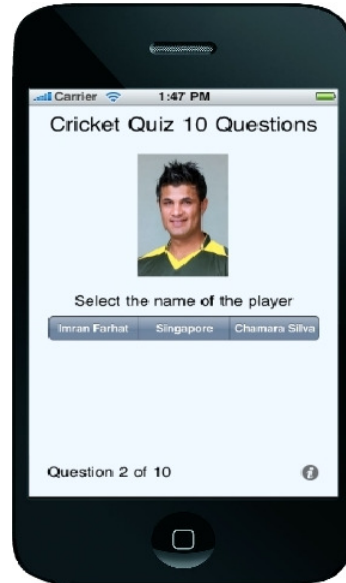 Carrier 1:47 PM
Cricket Quiz 10 Questions
Select the name of the player
Imran Farhat Singapore Chamara Silva
Question 2 of 10